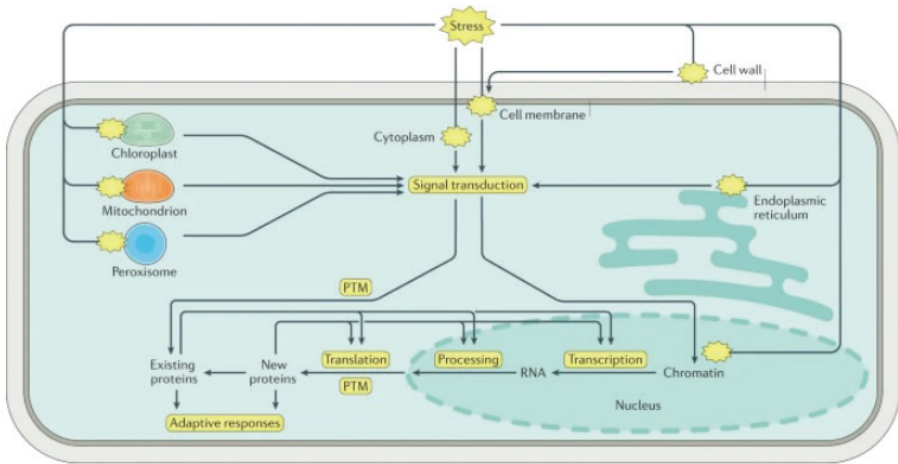 Stress
Cell wall
Cell membrane
Cytoplasm
Chloroplast
Signal transduction
Mitochondrion
Endoplasmic
reticulum
Peroxisome
PTM
Existing
proteins
New
proteins
Translation
PTM
Processing
RNA
Transcription
Chromatin
Nucleus
Adaptive responses